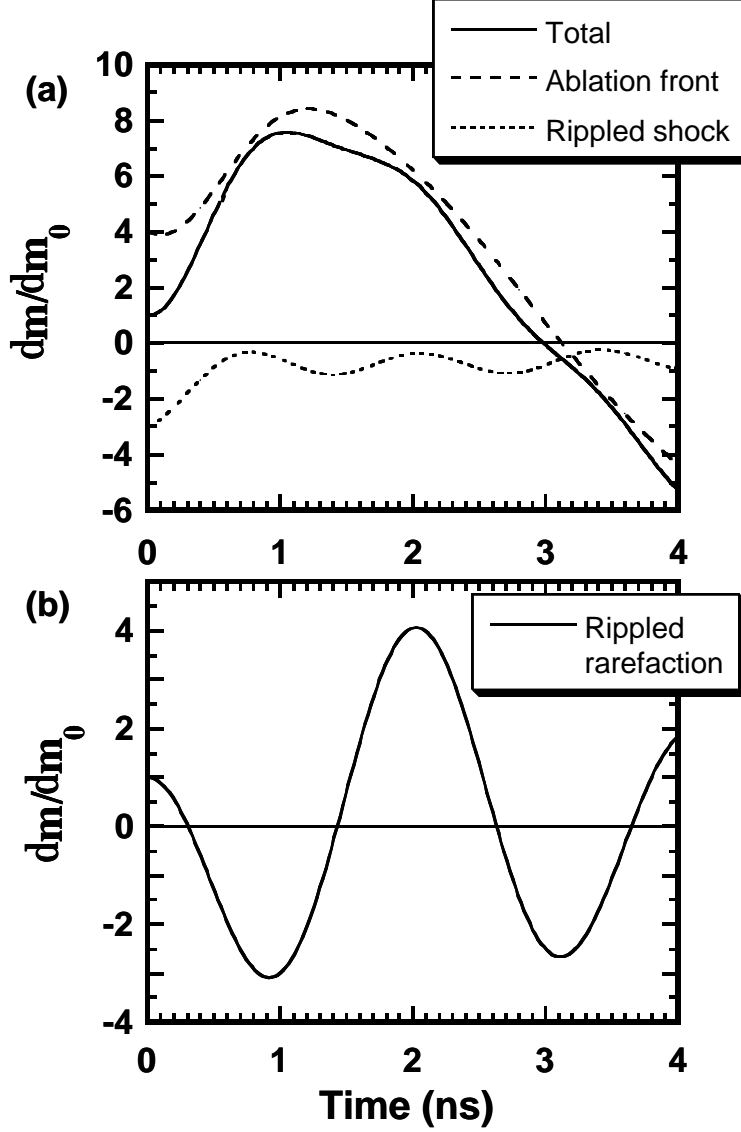 Total
Ablation front
Rippled shock
(a)
10
8
6
4
2
0
-2
-4
-6
dm/dm0
0 1 2 3 4
(b)
Rippled
rarefaction
4
2
0
-2
-4
dm/dm0
0 1 2 3 4
Time (ns)